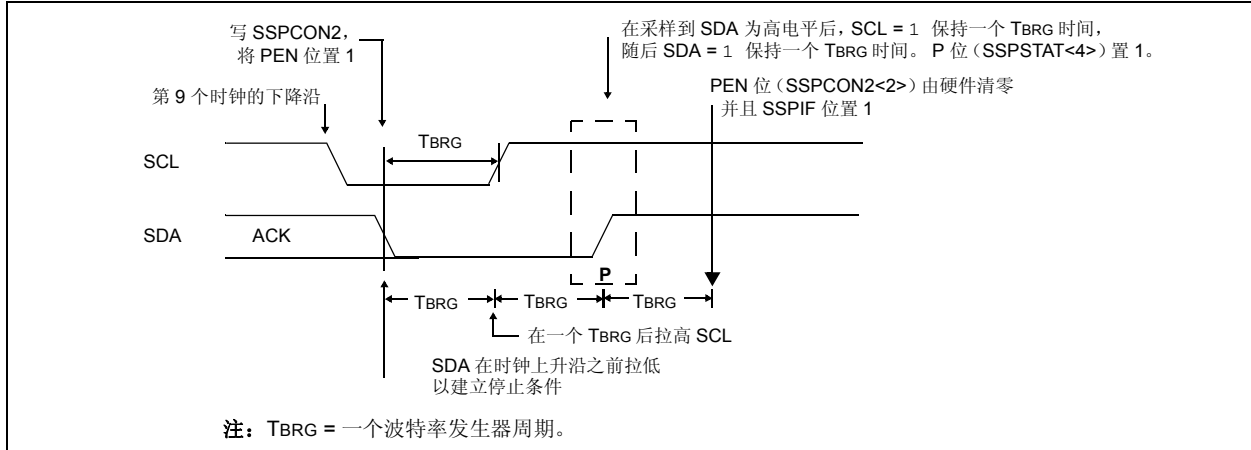 写 SSPCON2，
将 PEN 位置 1
在采样到 SDA 为高电平后，SCL = 1 保持一个 TBRG 时间，
随后 SDA = 1 保持一个 TBRG 时间。 P 位（SSPSTAT<4>）置 1。
PEN 位（SSPCON2<2>）由硬件清零
并且 SSPIF 位置 1
第 9 个时钟的下降沿
TBRG
SCL
SDA
ACK
P
TBRG
TBRG
TBRG
在一个 TBRG 后拉高 SCL
SDA 在时钟上升沿之前拉低
以建立停止条件
注：TBRG = 一个波特率发生器周期。